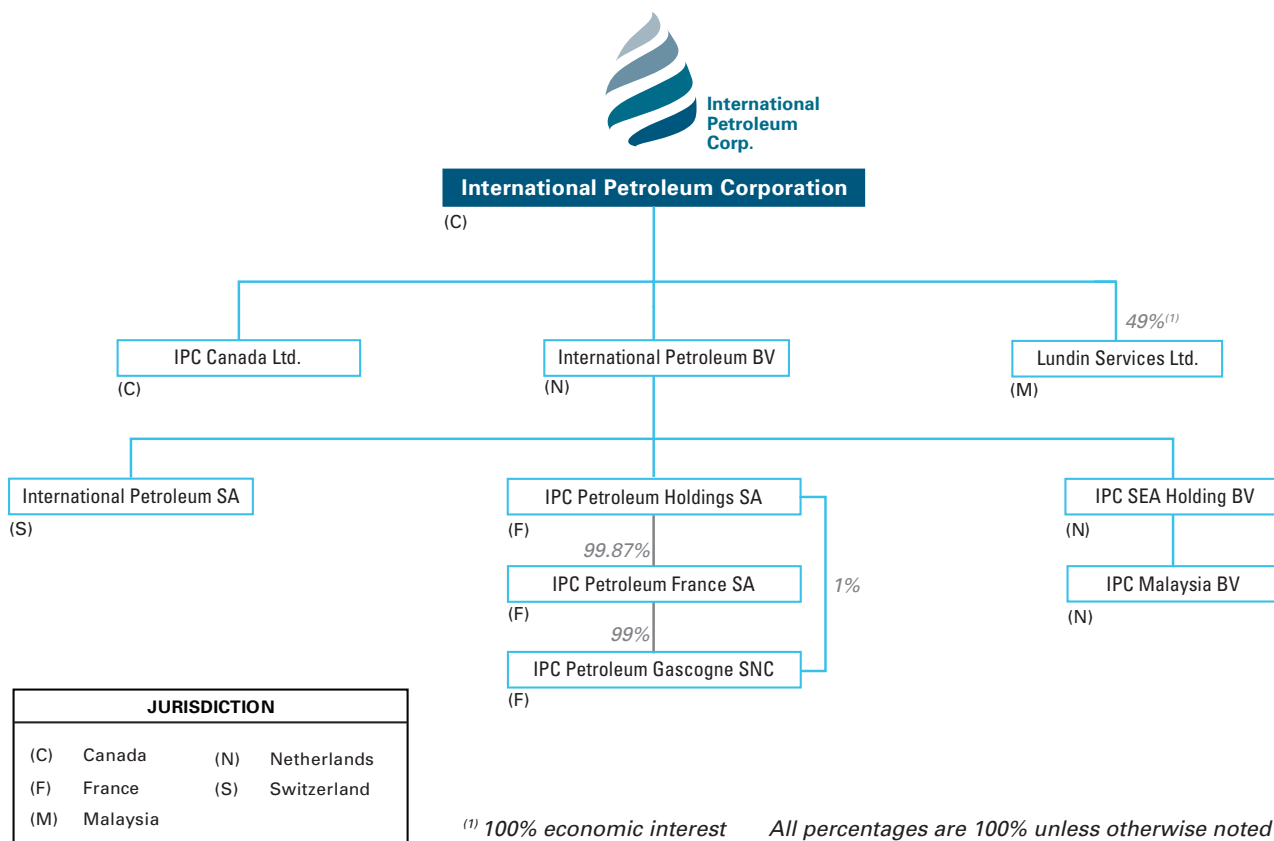 International
Petroleum
Corp.
International Petroleum Corporation
(C)
49%(1)
IPC Canada Ltd.
International Petroleum BV
Lundin Services Ltd.
(C)
(N)
(M)
International Petroleum SA
IPC Petroleum Holdings SA
IPC SEA Holding BV
(S)
(F)
(N)
99.87%
IPC Petroleum France SA
1%
IPC Malaysia BV
(F)
(N)
99%
IPC Petroleum Gascogne SNC
(F)
JURISDICTION
(C) Canada (N) Netherlands
(F) France (S) Switzerland
(M) Malaysia
(1) 100% economic interest All percentages are 100% unless otherwise noted